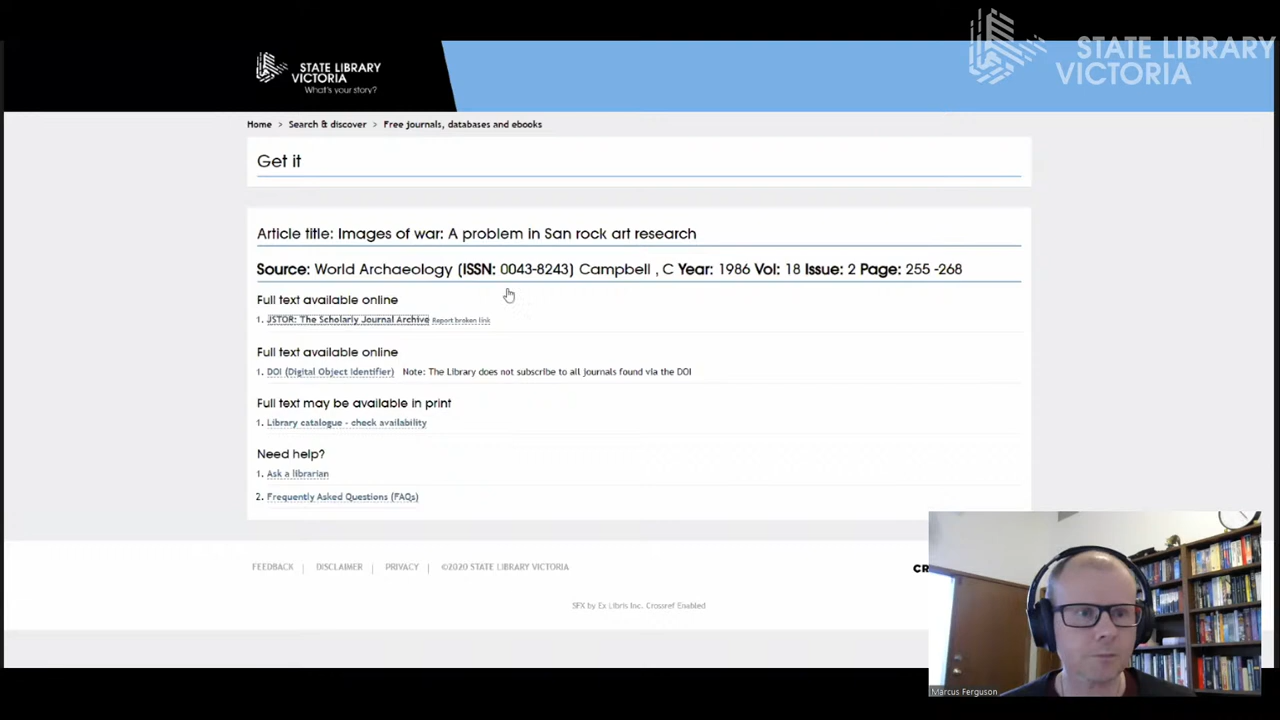 STATE LIBRARY
VICTORIA
STATE LIBRARY
VICTORIA
What's your story?
Home > Search & discover > Free journals, databases and ebooks
Get it
Article title: Images of war: A problem in San rock art research
Source: World Archaeology (ISSN: 0043-8243) Campbell , C Year: 1986 Vol: 18 Issue: 2 Page: 255 -268
Full text available online
1. JSTOR: The Scholarly Journal Archive Report broken link
Full text available online
1. DOI (Digital Object Identifier) Note: The Library does not subscribe to all journals found via the DOI
Full text may be available in print
1. Library catalogue - check availability
Need help?
1. Ask a librarian
2. Frequently Asked Questions (FAQs)
FEEDBACK | DISCLAIMER | PRIVACY | ©2020 STATE LIBRARY VICTORIA
CR
SFX by Ex Libris Inc. Crossref Enabled
Marcus Ferguson